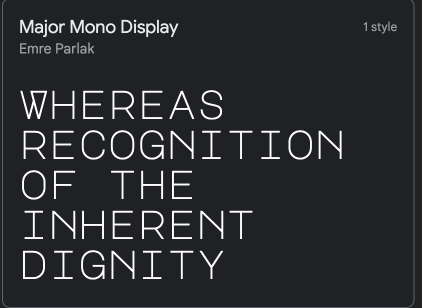 Major Mono Display
1 style
Emre Parlak
WHEREAS
RECOGNITION
OF THE
INHERENT
DIGNITY